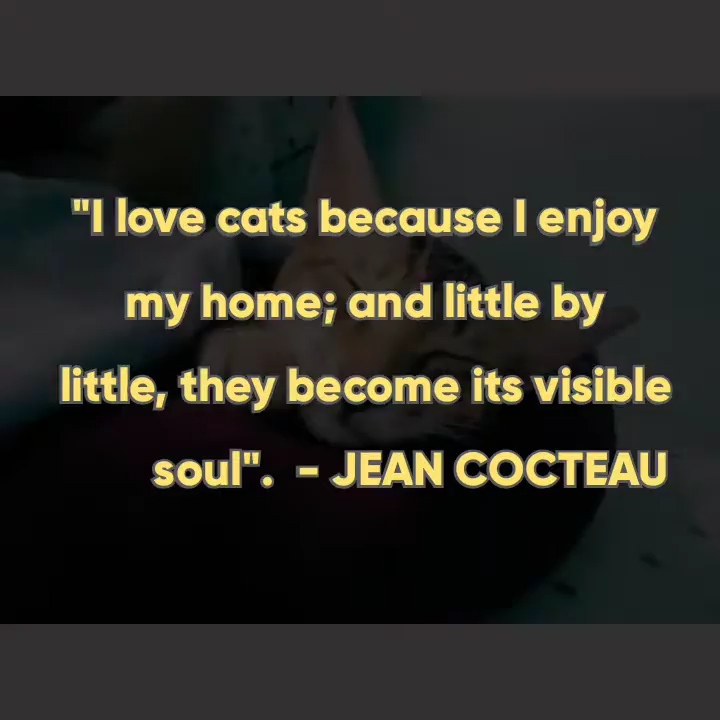 "I love cats because I enjoy
my home; and little by
little, they become its visible
soul".  - JEAN COCTEAU